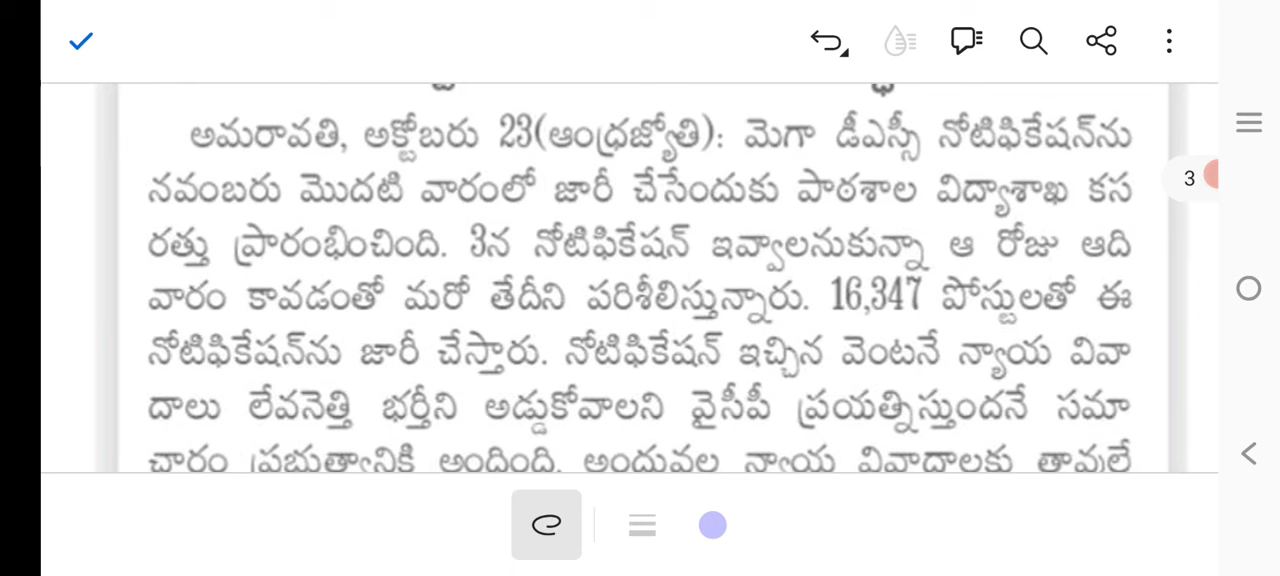 అమరావతి, అక్టోబరు 23(ఆంధ్రజ్యోతి): మెగా డీఎస్సీ నోటిఫికేషన్‌ను
నవంబరు మొదటి వారంలో జారీ చేసేందుకు పాఠశాల విద్యాశాఖ కస
రత్తు ప్రారంభించింది. 3న నోటిఫికేషన్ ఇవ్వాలనుకున్నా ఆ రోజు ఆది
వారం కావడంతో మరో తేదీని పరిశీలిస్తున్నారు. 16,347 పోస్టులతో ఈ
నోటిఫికేషన్‌ను జారీ చేస్తారు. నోటిఫికేషన్ ఇచ్చిన వెంటనే న్యాయ వివా
దాలు లేవనెత్తి భర్తీని అడ్డుకోవాలని వైసీపీ ప్రయత్నిస్తుందనే సమా
చారం ప్రభుత్వానికి అందింది. అందువల్ల న్యాయ వివాదాలకు తావులే
3